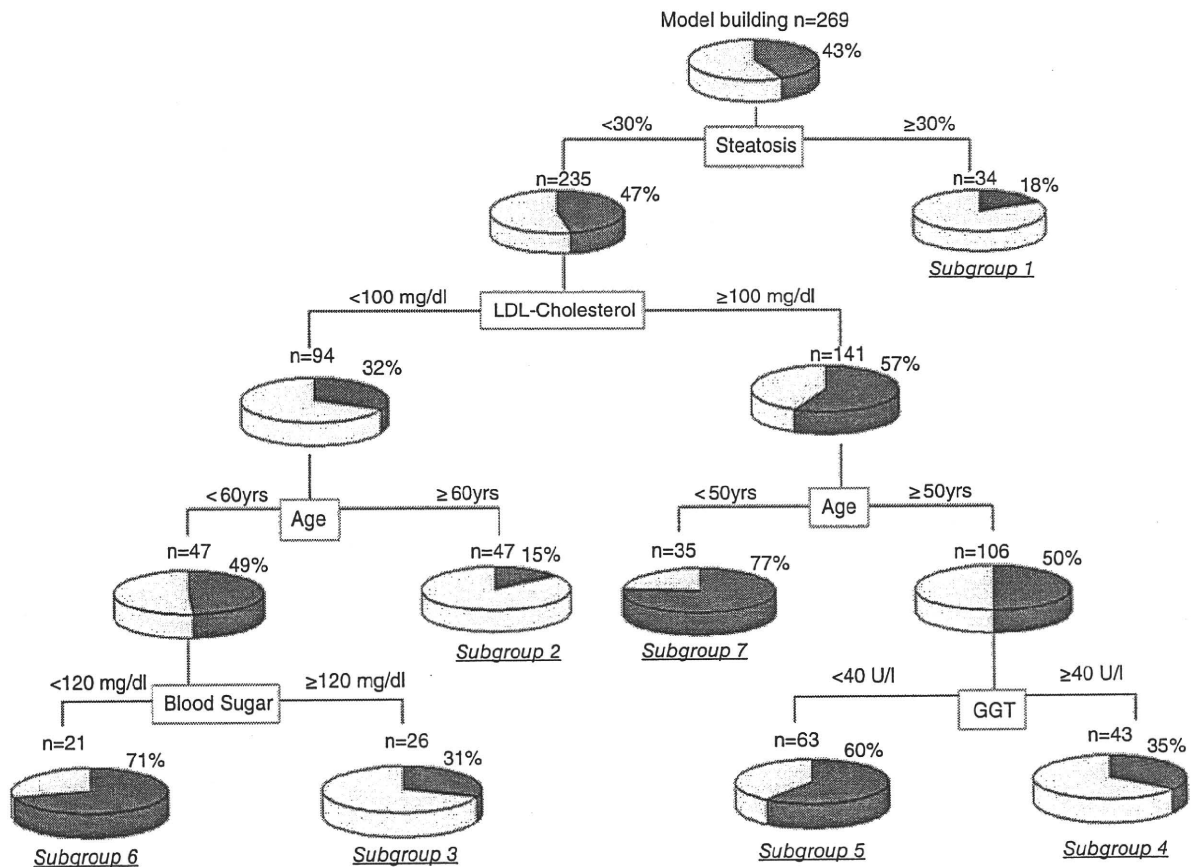 Model building n=269
43%
<30%
≥30%
Steatosis
n=235
47%
n=34
18%
Subgroup 1
<100 mg/dl
LDL-Cholesterol
≥100 mg/dl
n=94
32%
n=141
57%
<60yrs
Age
≥60yrs
<50yrs
Age
≥50yrs
n=47
49%
n=47
15%
Subgroup 2
n=35
77%
Subgroup 7
n=106
50%
<120 mg/dl
Blood Sugar
≥120 mg/dl
<40 U/l
GGT
≥40 U/l
n=21
71%
Subgroup 6
n=26
31%
Subgroup 3
n=63
60%
Subgroup 5
n=43
35%
Subgroup 4